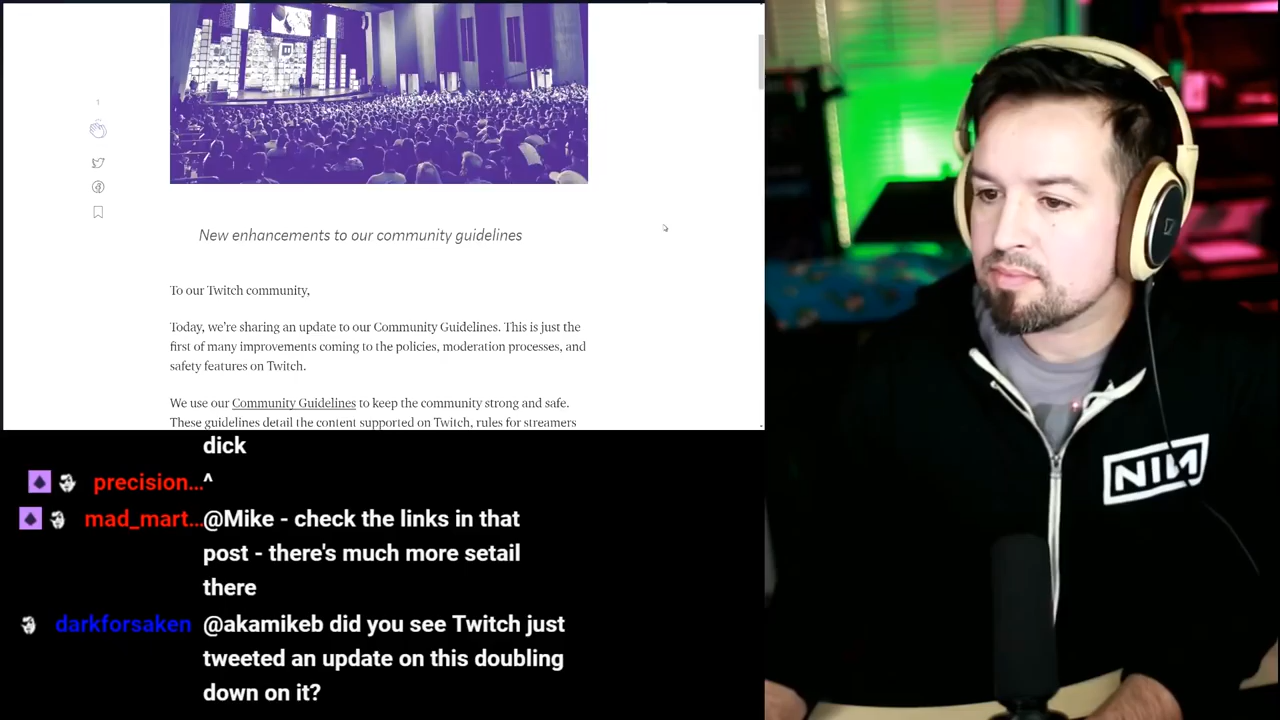 1
New enhancements to our community guidelines
To our Twitch community,
Today, we're sharing an update to our Community Guidelines. This is just the
first of many improvements coming to the policies, moderation processes, and
safety features on Twitch.
We use our Community Guidelines to keep the community strong and safe.
These guidelines detail the content supported on Twitch, rules for streamers
dick
precision... ^
mad_mart... @Mike - check the links in that
post - there's much more setail
there
darkforsaken @akamikeb did you see Twitch just
tweeted an update on this doubling
down on it?
NIN